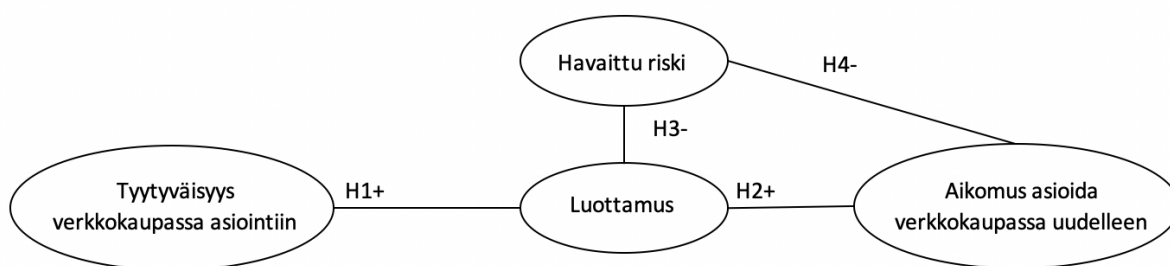 Havaittu riski
H4-
H3-
Tyytyväisyys
verkkokaupassa asiointiin
H1+
Luottamus
H2+
Aikomus asioida
verkkokaupassa uudelleen